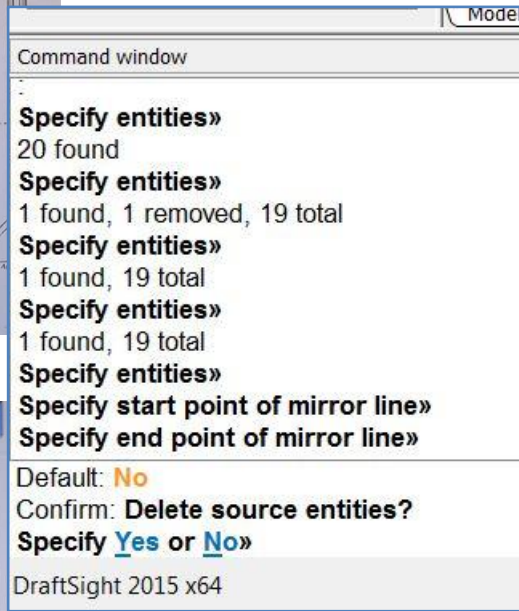 Model
Command window
:
Specify entities»
20 found
Specify entities»
1 found, 1 removed, 19 total
Specify entities»
1 found, 19 total
Specify entities»
1 found, 19 total
Specify entities»
Specify start point of mirror line»
Specify end point of mirror line»
Default: No
Confirm: Delete source entities?
Specify Yes or No»
DraftSight 2015 x64